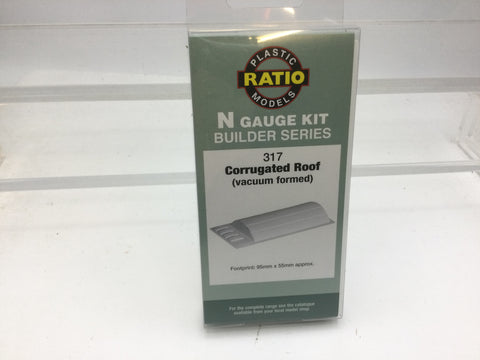 PLASTIC
RATIO
MODELS
N GAUGE KIT
BUILDER SERIES
317
Corrugated Roof
(vacuum formed)
Footprint: 95mm x 55mm approx.
For the complete range see the catalogue
available from your local model shop